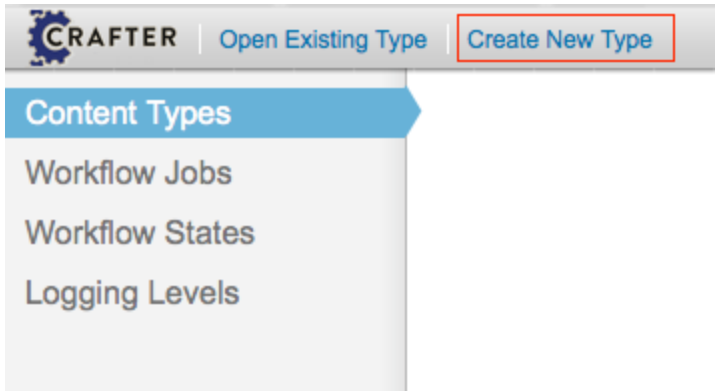 CRAFTER Open Existing Type Create New Type
Content Types
Workflow Jobs
Workflow States
Logging Levels